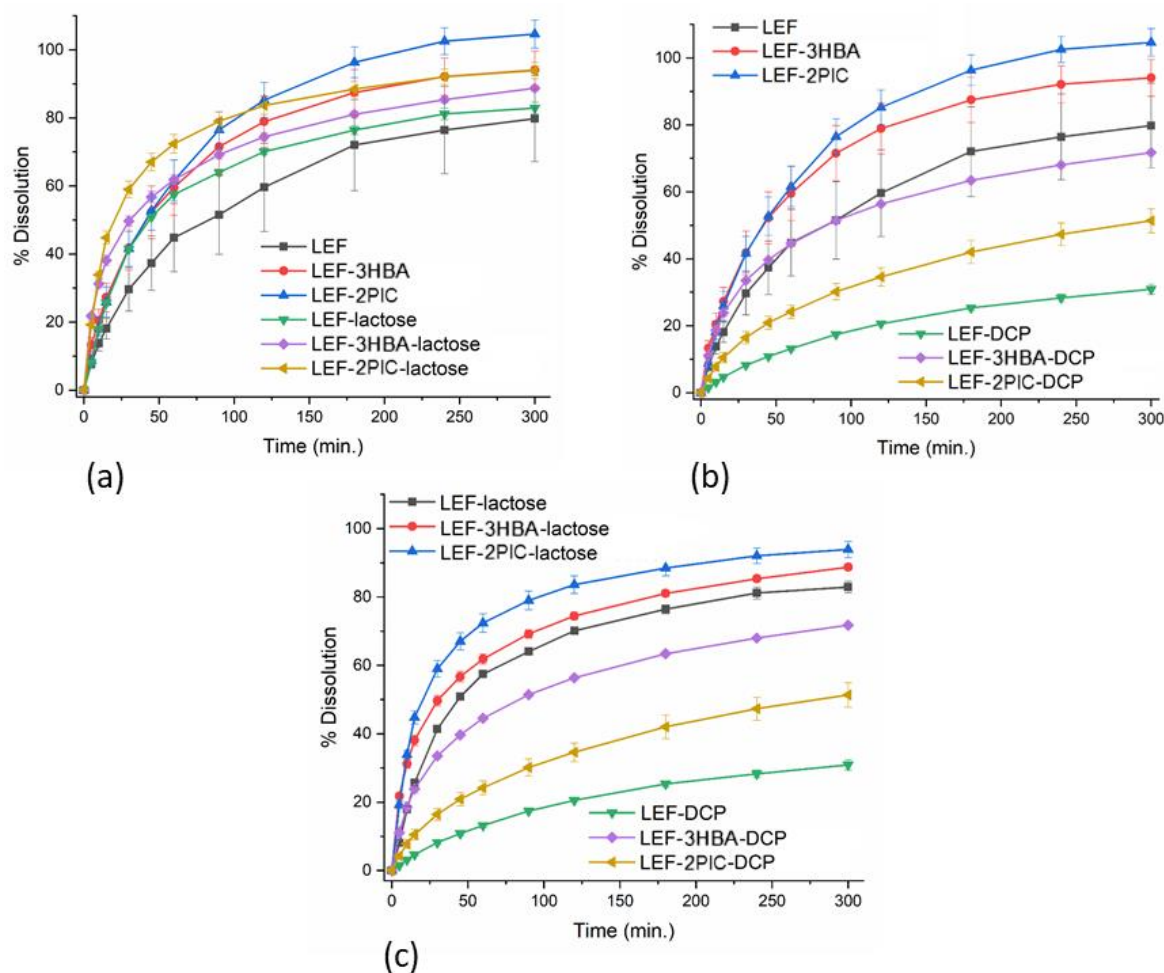 100
80
60
40
20
0
% Dissolution
LEF
LEF-3HBA
LEF-2PIC
LEF-lactose
LEF-3HBA-lactose
LEF-2PIC-lactose
0 50 100 150 200 250 300
Time (min.)
(a)
LEF
LEF-3HBA
LEF-2PIC
100
80
60
40
20
0
% Dissolution
LEF-DCP
LEF-3HBA-DCP
LEF-2PIC-DCP
0 50 100 150 200 250 300
Time (min.)
(b)
LEF-lactose
LEF-3HBA-lactose
LEF-2PIC-lactose
100
80
60
40
20
0
% Dissolution
LEF-DCP
LEF-3HBA-DCP
LEF-2PIC-DCP
0 50 100 150 200 250 300
Time (min.)
(c)